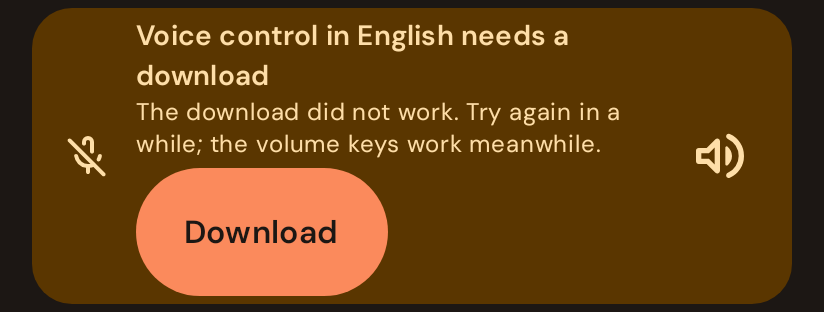 Voice control in English needs a
download
The download did not work. Try again in a
while; the volume keys work meanwhile.
Download